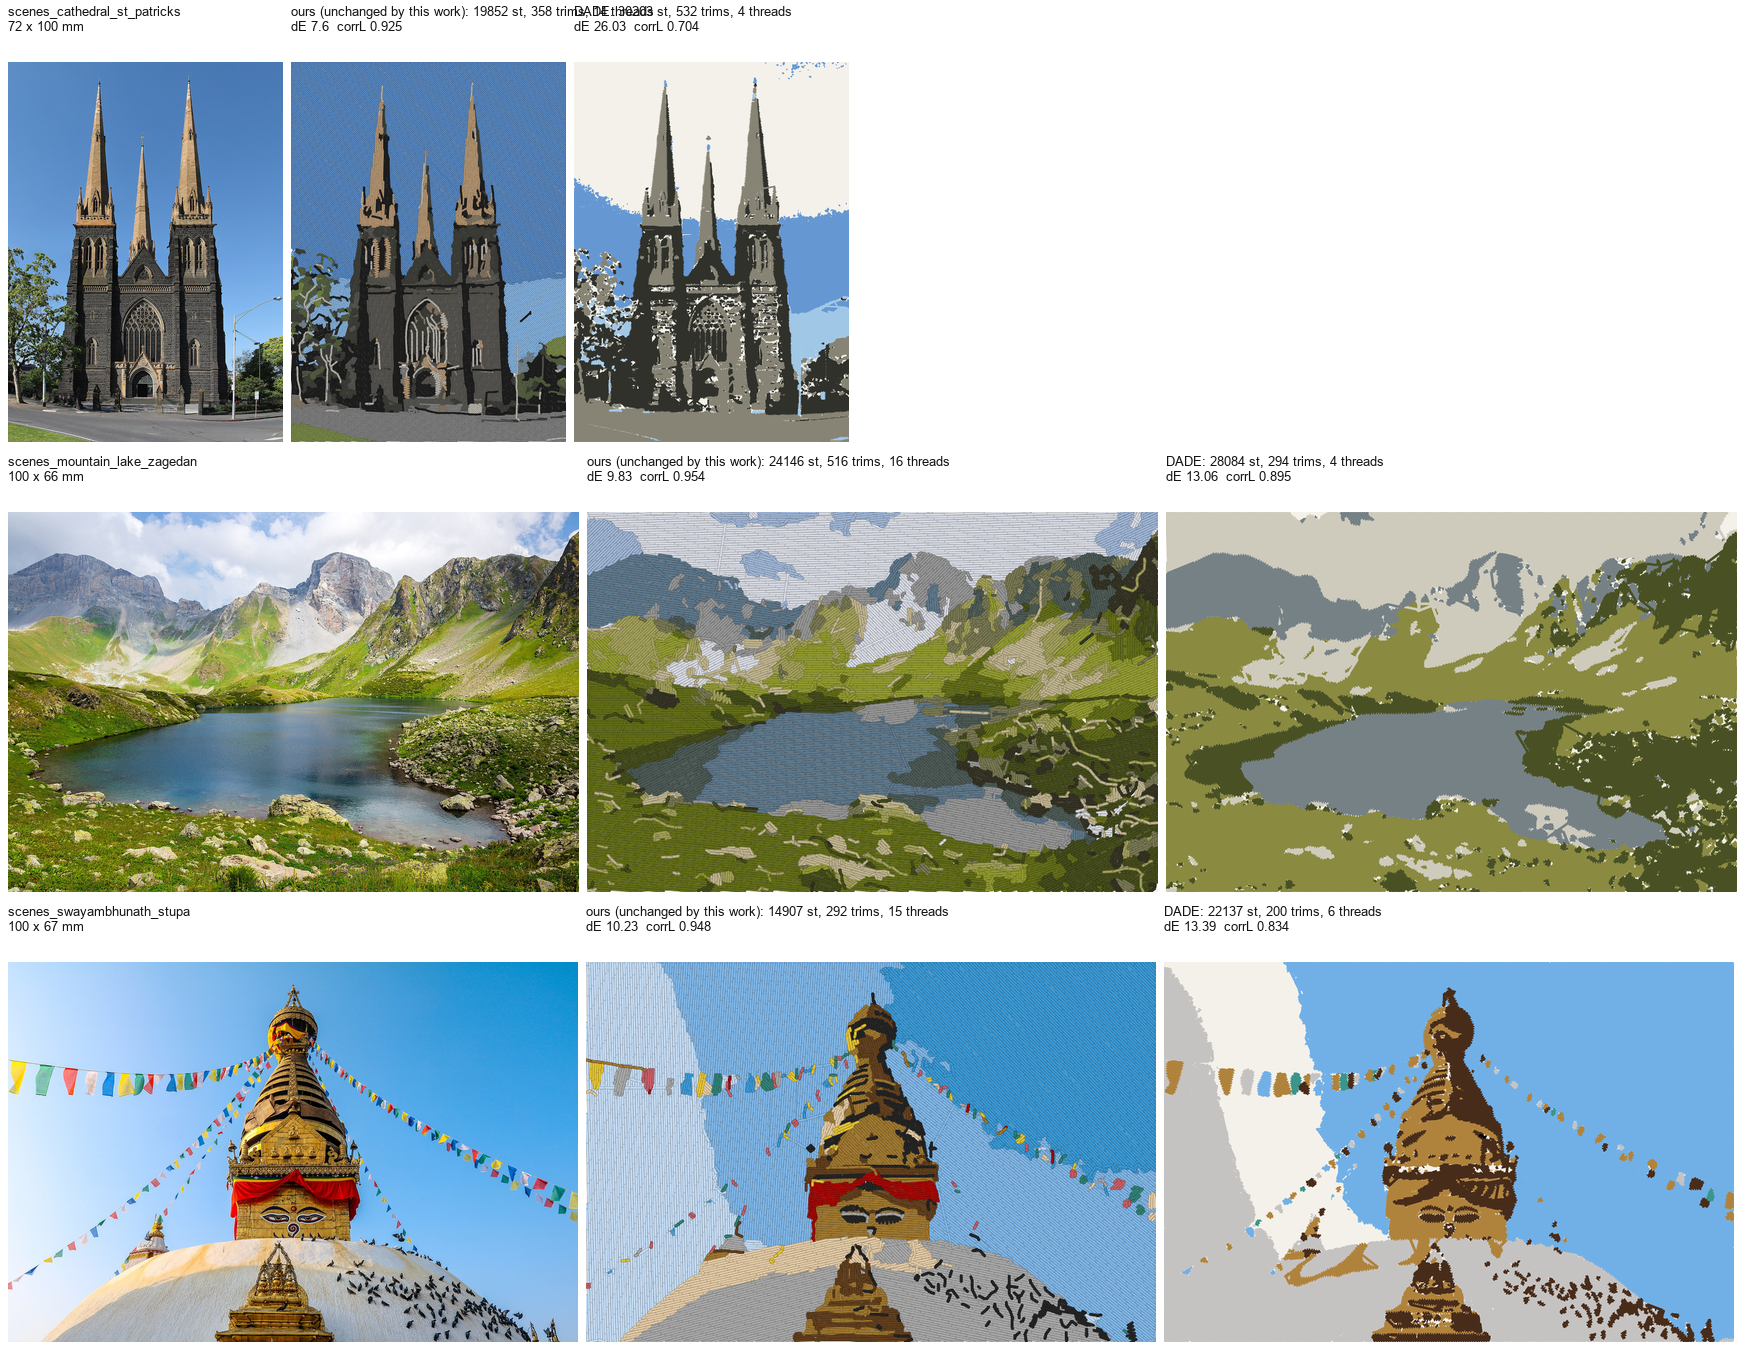 scenes_cathedral_st_patricks
72 x 100 mm
ours (unchanged by this work): 19852 st, 358 trims, 14 threads
dE 7.6 corrL 0.925
DADE: 30203 st, 532 trims, 4 threads
dE 26.03 corrL 0.704
scenes_mountain_lake_zagedan
100 x 66 mm
ours (unchanged by this work): 24146 st, 516 trims, 16 threads
dE 9.83 corrL 0.954
DADE: 28084 st, 294 trims, 4 threads
dE 13.06 corrL 0.895
scenes_swayambhunath_stupa
100 x 67 mm
ours (unchanged by this work): 14907 st, 292 trims, 15 threads
dE 10.23 corrL 0.948
DADE: 22137 st, 200 trims, 6 threads
dE 13.39 corrL 0.834